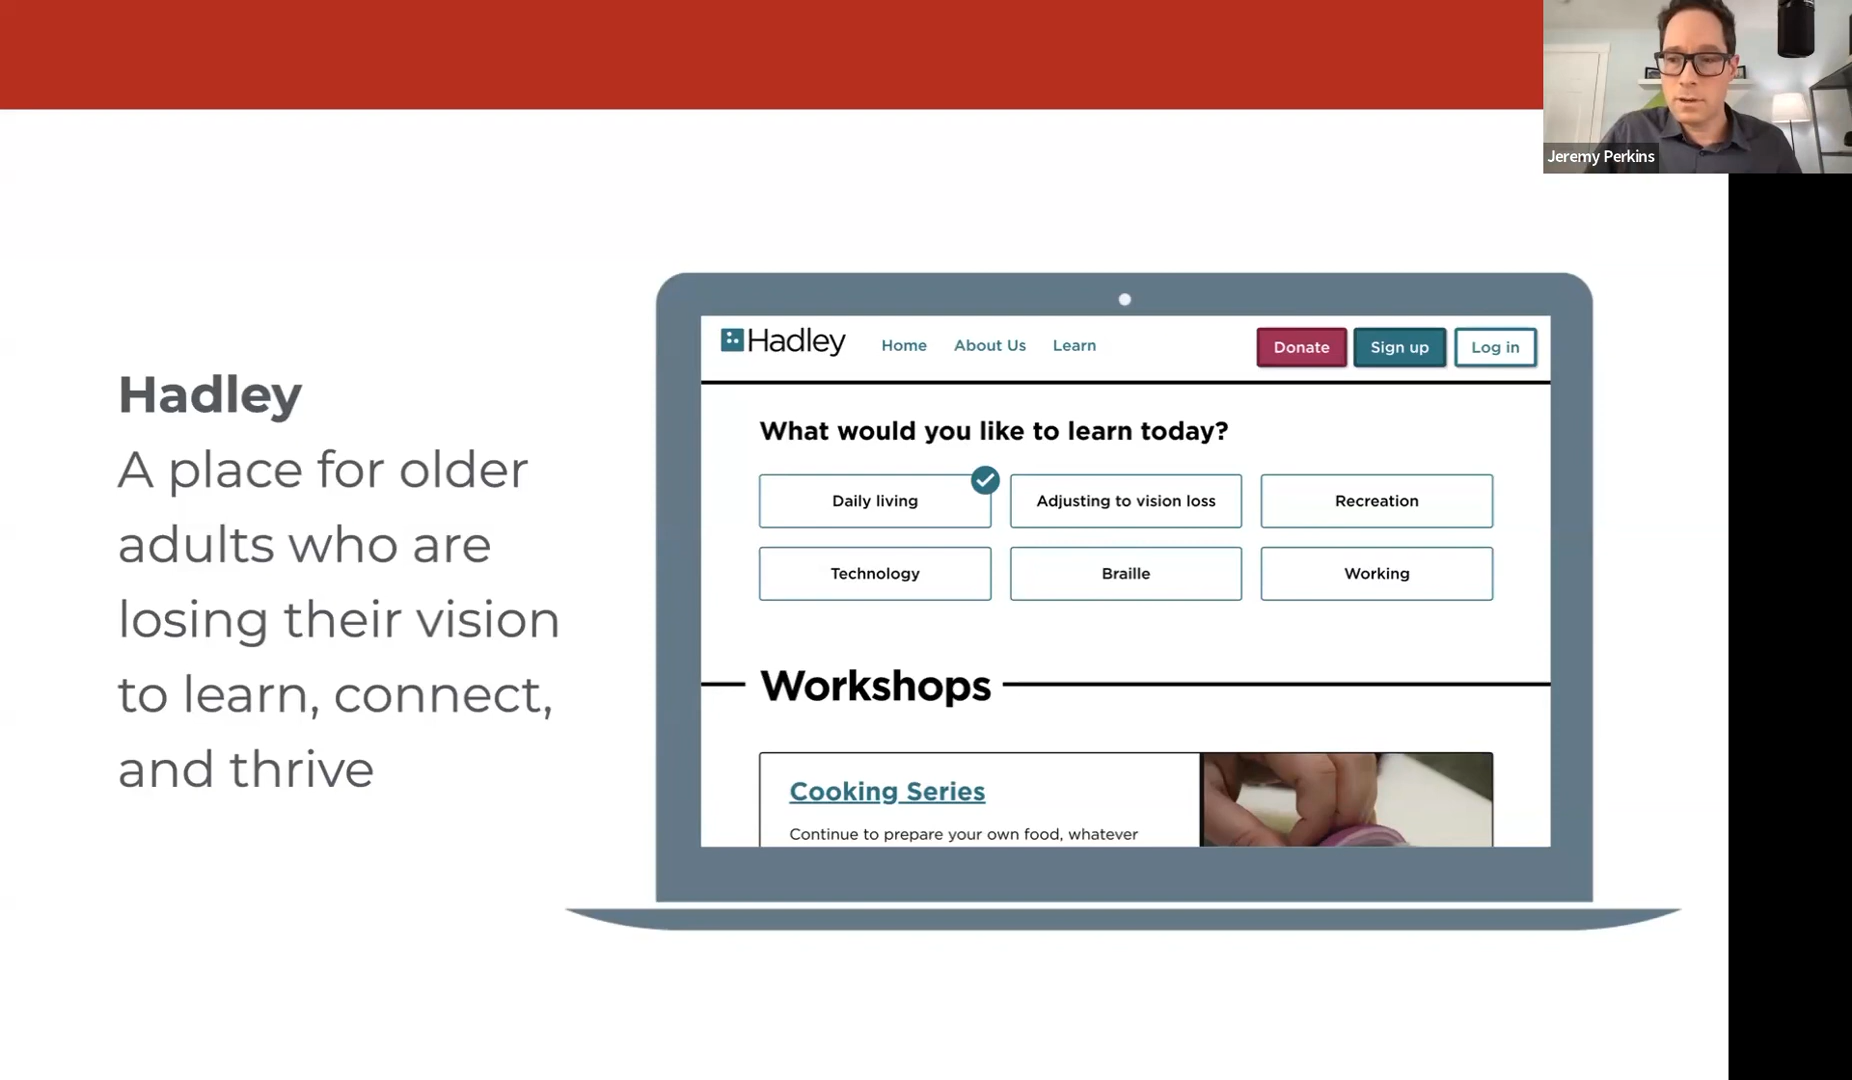 Jeremy Perkins
Hadley
A place for older
adults who are
losing their vision
to learn, connect,
and thrive
Hadley
Home
About Us
Learn
Donate
Sign up
Log in
What would you like to learn today?
Daily living
Adjusting to vision loss
Recreation
Technology
Braille
Working
Workshops
Cooking Series
Continue to prepare your own food, whatever